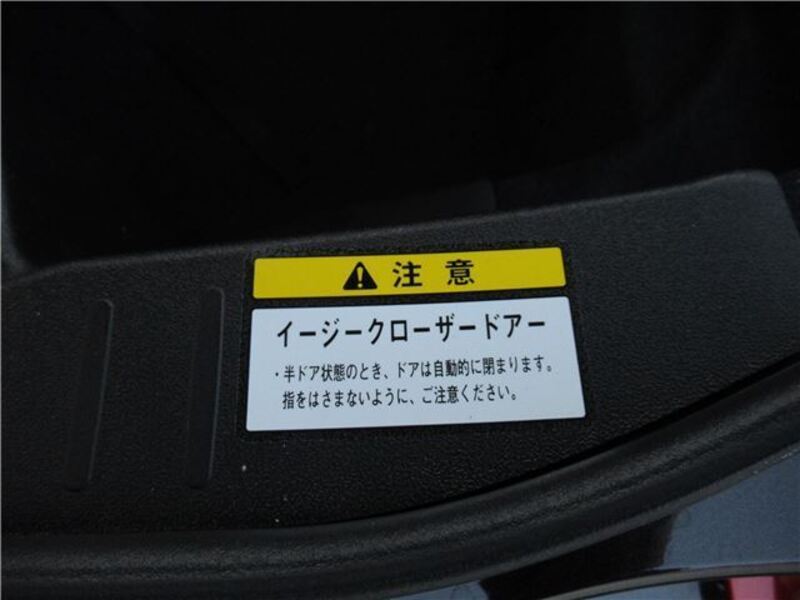 注意
イージークローザードアー
・半ドア状態のとき、ドアは自動的に閉まります。
指をはさまないように、ご注意ください。